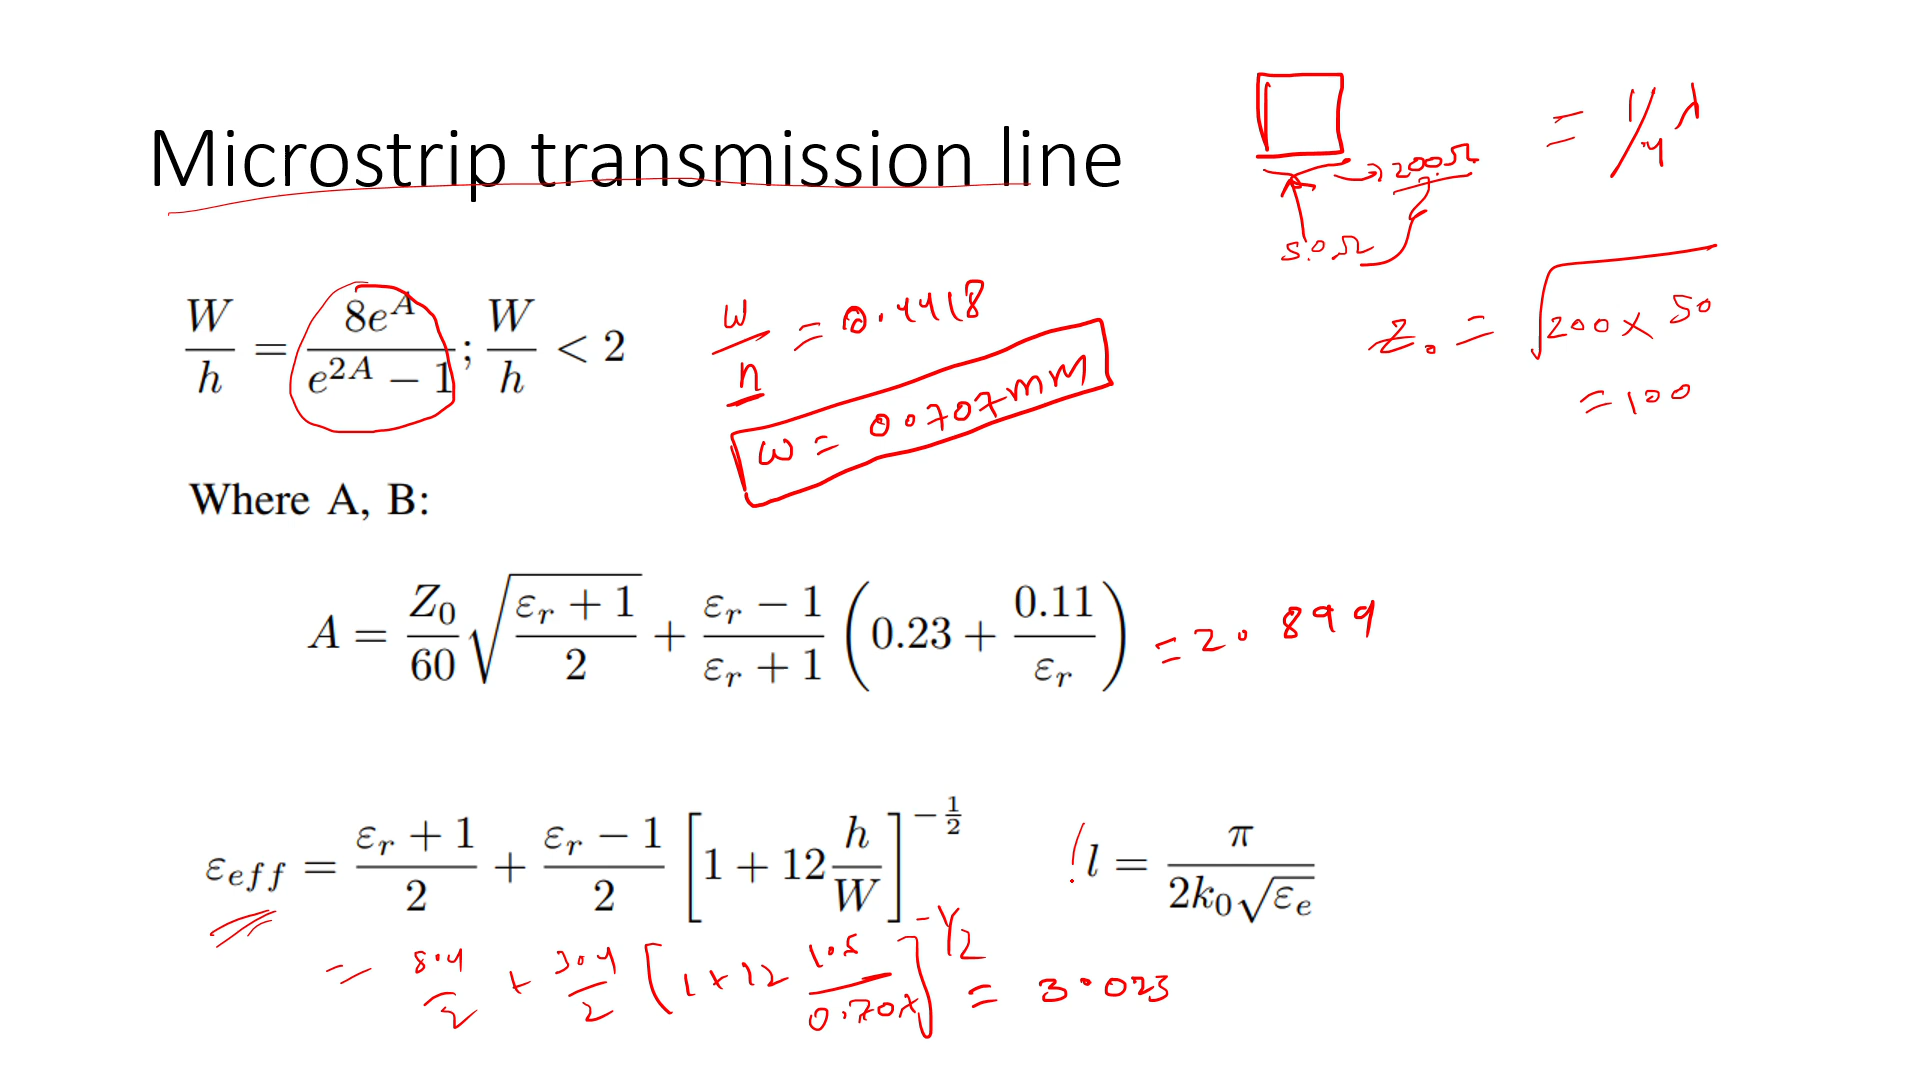 Microstrip transmission line
→ 200Ω
50Ω
= 1/4 λ
W/h = 8e^A / (e^{2A} − 1); W/h < 2
w/h = 0.4418
w = 0.707mm
Z₀ = √(200 × 50)
= 100
Where A, B:
A = Z₀/60 √((ε_r + 1)/2) + (ε_r − 1)/(ε_r + 1) (0.23 + 0.11/ε_r) = 2.899
ε_eff = (ε_r + 1)/2 + (ε_r − 1)/2 [1 + 12 h/W]^{−1/2}
l = π / (2k₀√ε_e)
= 5.4/2 + 3.4/2 [1 + 12 1.6/0.707]^{−1/2} = 3.023